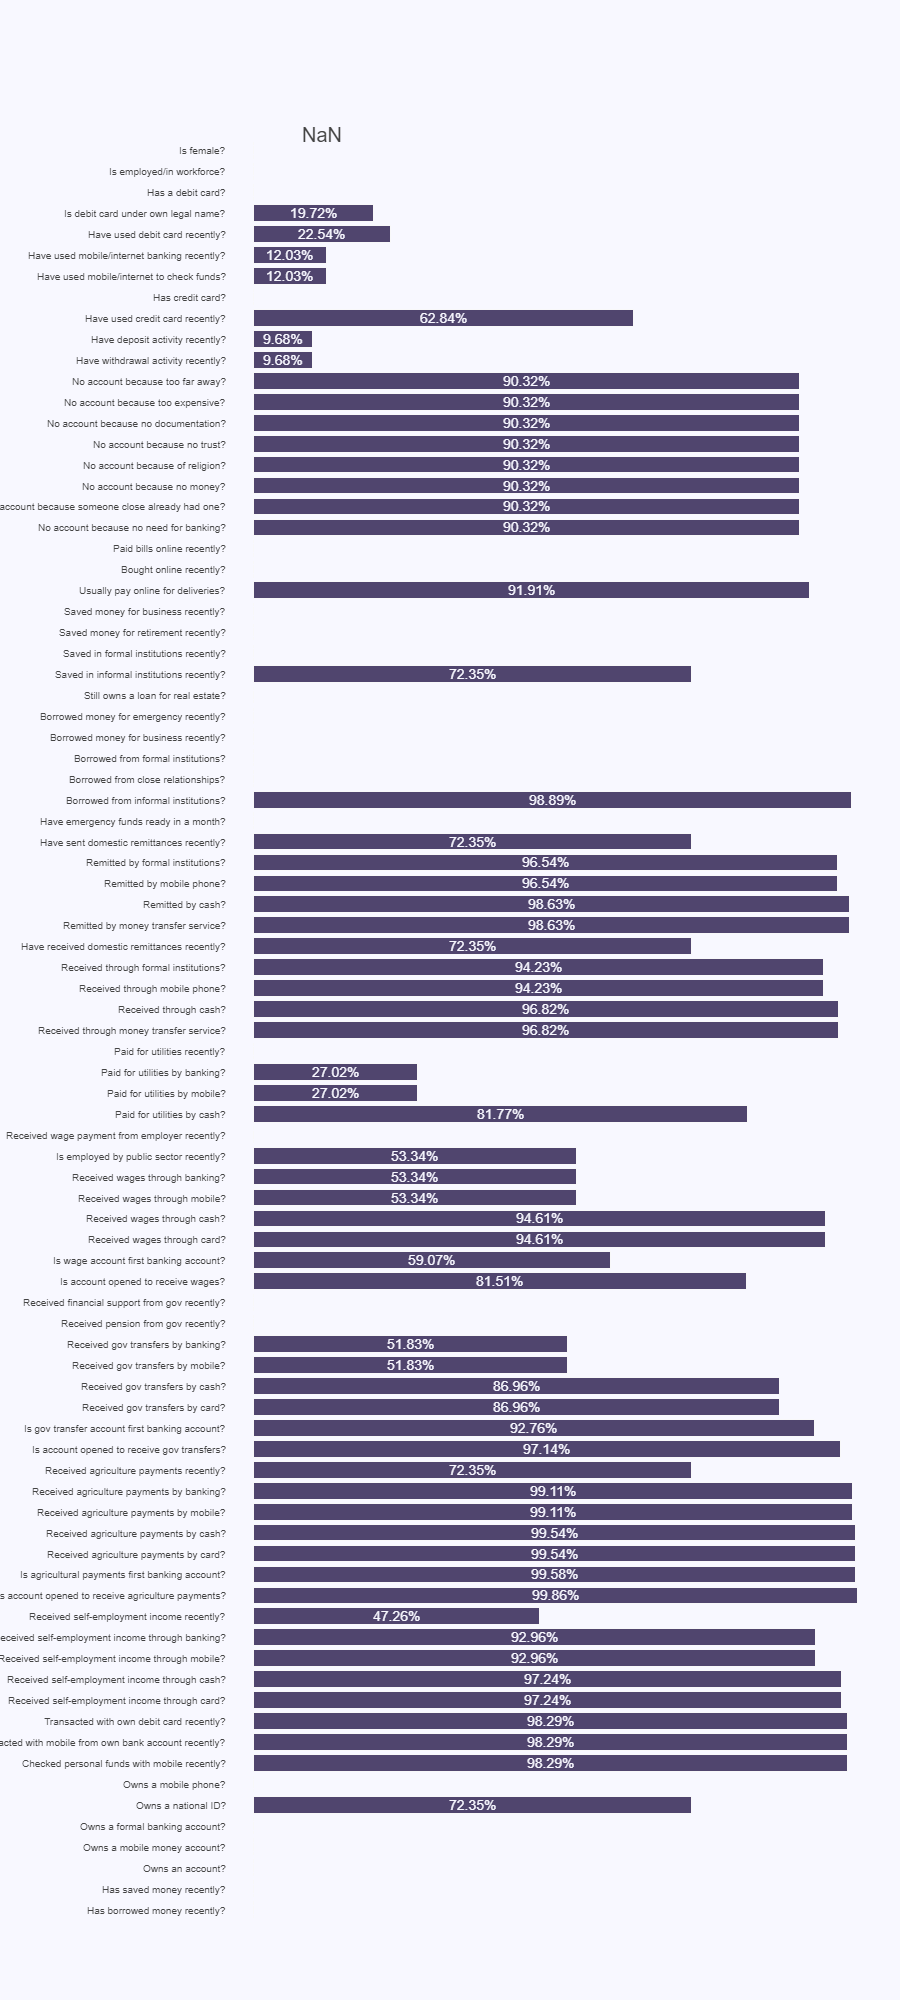 NaN
Is female?
Is employed/in workforce?
Has a debit card?
Is debit card under own legal name? 19.72%
Have used debit card recently? 22.54%
Have used mobile/internet banking recently? 12.03%
Have used mobile/internet to check funds? 12.03%
Has credit card?
Have used credit card recently? 62.84%
Have deposit activity recently? 9.68%
Have withdrawal activity recently? 9.68%
No account because too far away? 90.32%
No account because too expensive? 90.32%
No account because no documentation? 90.32%
No account because no trust? 90.32%
No account because of religion? 90.32%
No account because no money? 90.32%
account because someone close already had one? 90.32%
No account because no need for banking? 90.32%
Paid bills online recently?
Bought online recently?
Usually pay online for deliveries? 91.91%
Saved money for business recently?
Saved money for retirement recently?
Saved in formal institutions recently?
Saved in informal institutions recently? 72.35%
Still owns a loan for real estate?
Borrowed money for emergency recently?
Borrowed money for business recently?
Borrowed from formal institutions?
Borrowed from close relationships?
Borrowed from informal institutions? 98.89%
Have emergency funds ready in a month?
Have sent domestic remittances recently? 72.35%
Remitted by formal institutions? 96.54%
Remitted by mobile phone? 96.54%
Remitted by cash? 98.63%
Remitted by money transfer service? 98.63%
Have received domestic remittances recently? 72.35%
Received through formal institutions? 94.23%
Received through mobile phone? 94.23%
Received through cash? 96.82%
Received through money transfer service? 96.82%
Paid for utilities recently?
Paid for utilities by banking? 27.02%
Paid for utilities by mobile? 27.02%
Paid for utilities by cash? 81.77%
Received wage payment from employer recently?
Is employed by public sector recently? 53.34%
Received wages through banking? 53.34%
Received wages through mobile? 53.34%
Received wages through cash? 94.61%
Received wages through card? 94.61%
Is wage account first banking account? 59.07%
Is account opened to receive wages? 81.51%
Received financial support from gov recently?
Received pension from gov recently?
Received gov transfers by banking? 51.83%
Received gov transfers by mobile? 51.83%
Received gov transfers by cash? 86.96%
Received gov transfers by card? 86.96%
Is gov transfer account first banking account? 92.76%
Is account opened to receive gov transfers? 97.14%
Received agriculture payments recently? 72.35%
Received agriculture payments by banking? 99.11%
Received agriculture payments by mobile? 99.11%
Received agriculture payments by cash? 99.54%
Received agriculture payments by card? 99.54%
Is agricultural payments first banking account? 99.58%
s account opened to receive agriculture payments? 99.86%
Received self-employment income recently? 47.26%
eceived self-employment income through banking? 92.96%
Received self-employment income through mobile? 92.96%
Received self-employment income through cash? 97.24%
Received self-employment income through card? 97.24%
Transacted with own debit card recently? 98.29%
acted with mobile from own bank account recently? 98.29%
Checked personal funds with mobile recently? 98.29%
Owns a mobile phone?
Owns a national ID? 72.35%
Owns a formal banking account?
Owns a mobile money account?
Owns an account?
Has saved money recently?
Has borrowed money recently?